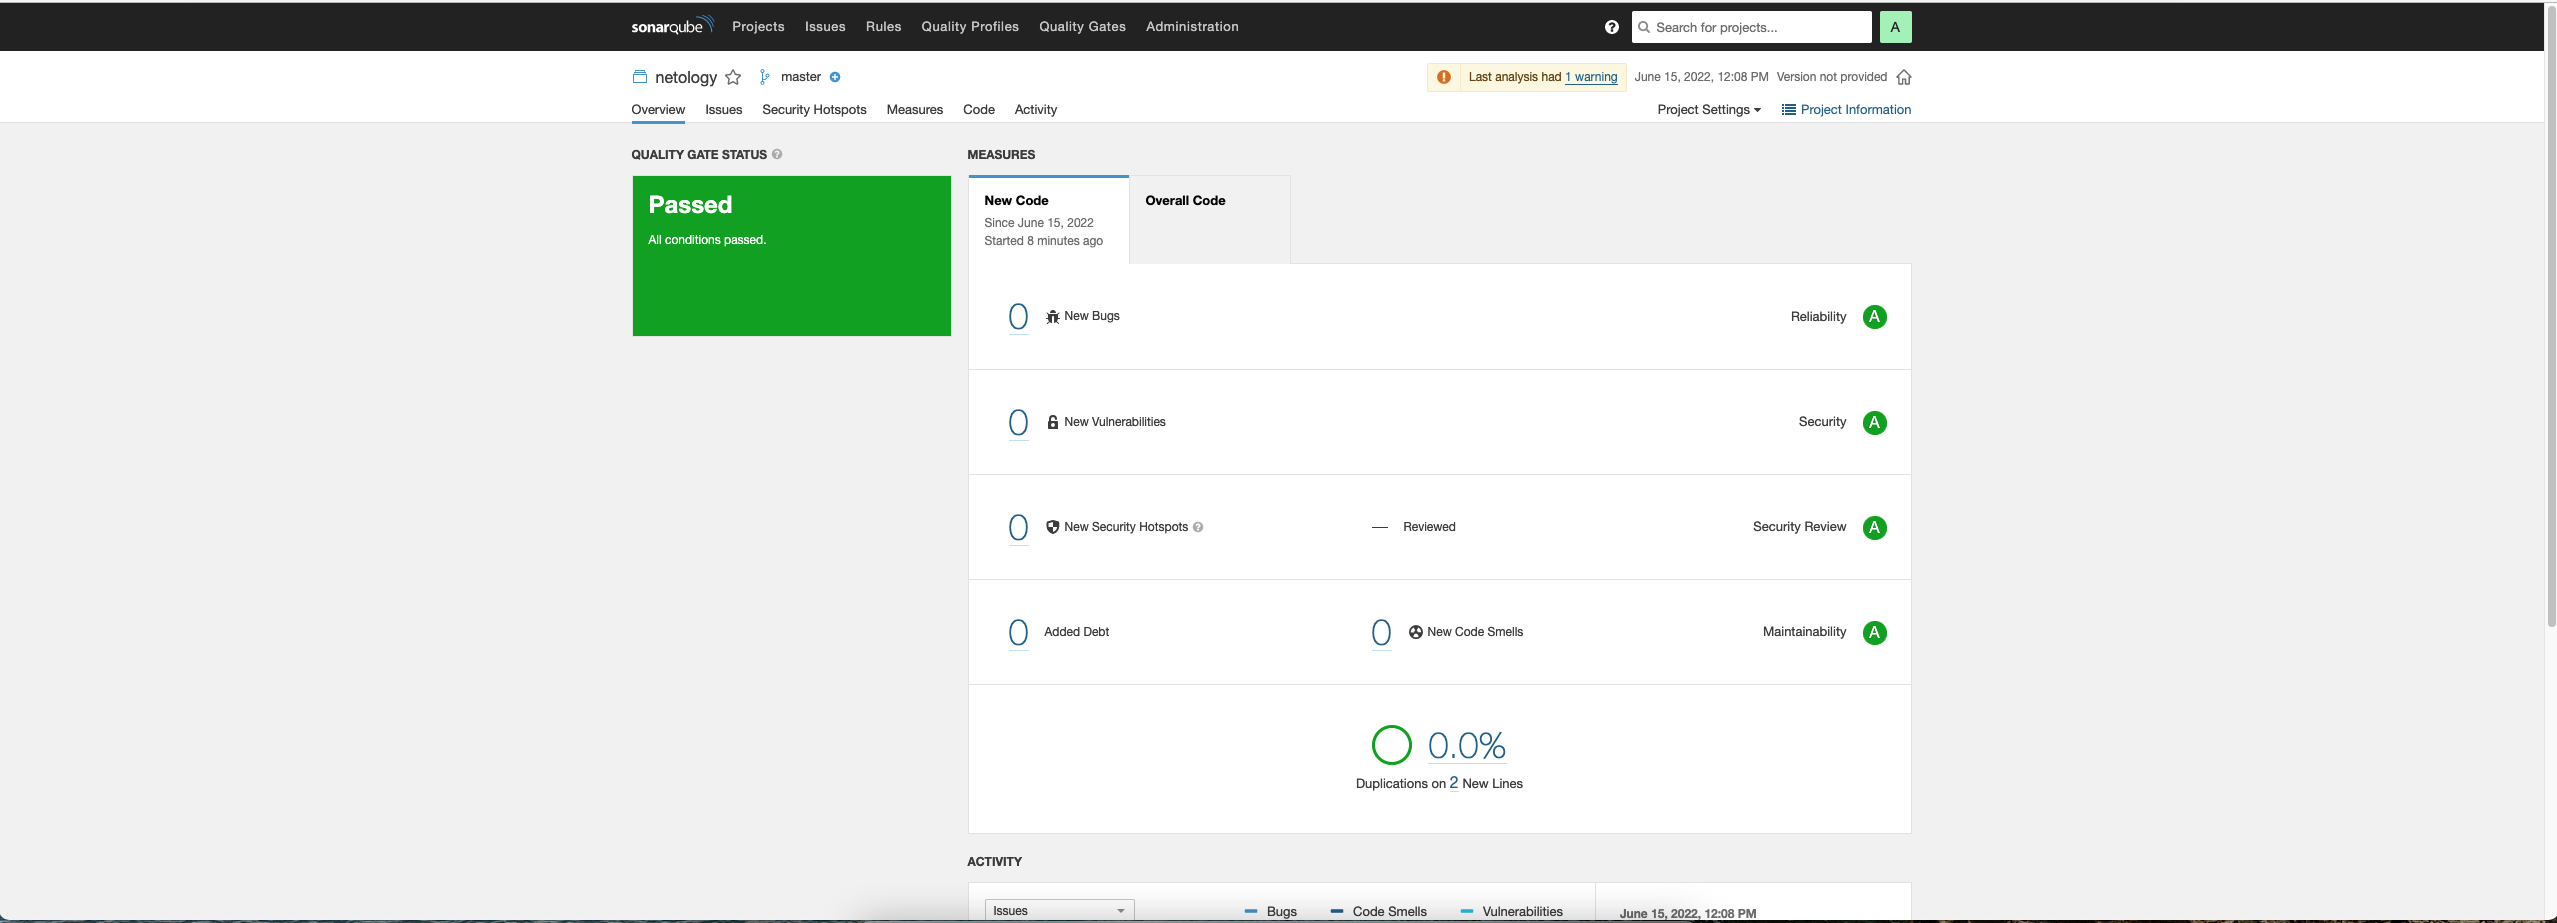 sonarqube Projects Issues Rules Quality Profiles Quality Gates Administration ? Search for projects... A
netology master Last analysis had 1 warning June 15, 2022, 12:08 PM Version not provided
Overview Issues Security Hotspots Measures Code Activity Project Settings Project Information
QUALITY GATE STATUS ?
Passed
All conditions passed.
MEASURES
New Code
Since June 15, 2022
Started 8 minutes ago
Overall Code
0 New Bugs Reliability A
0 New Vulnerabilities Security A
0 New Security Hotspots ? — Reviewed Security Review A
0 Added Debt 0 New Code Smells Maintainability A
0.0%
Duplications on 2 New Lines
ACTIVITY
Issues Bugs Code Smells Vulnerabilities June 15, 2022, 12:08 PM